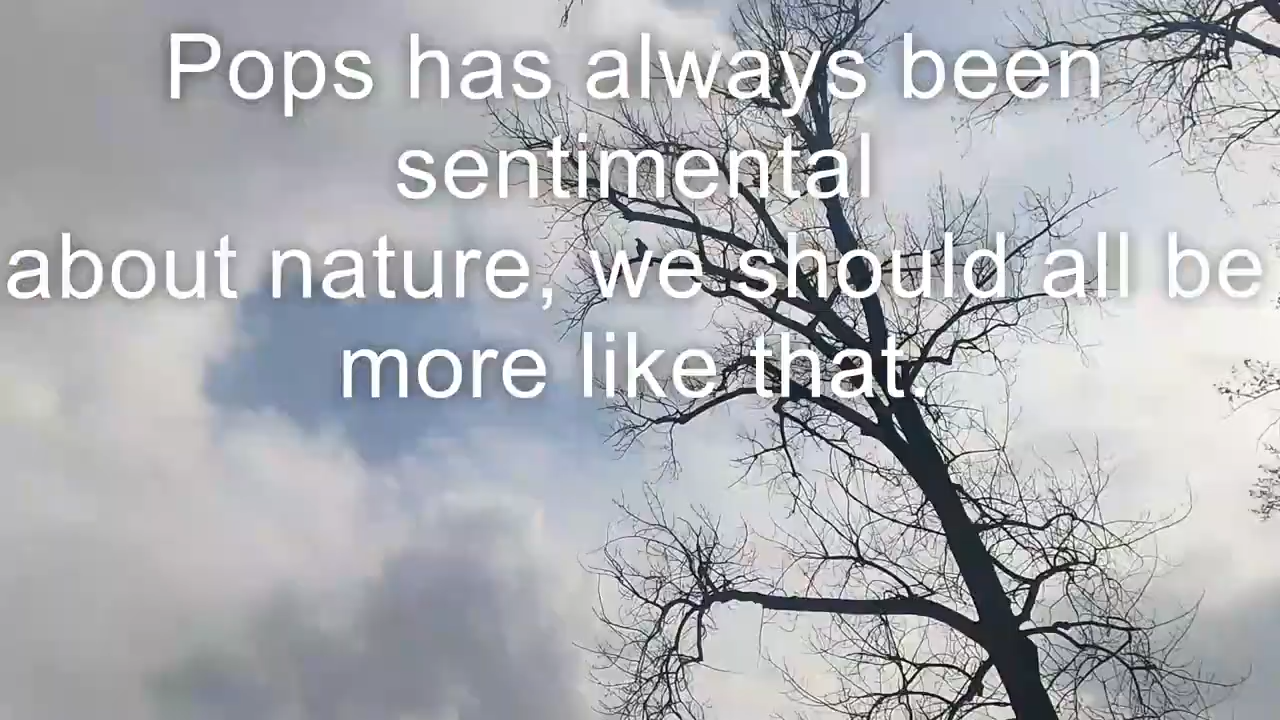 Pops has always been
sentimental
about nature, we should all be
more like that.